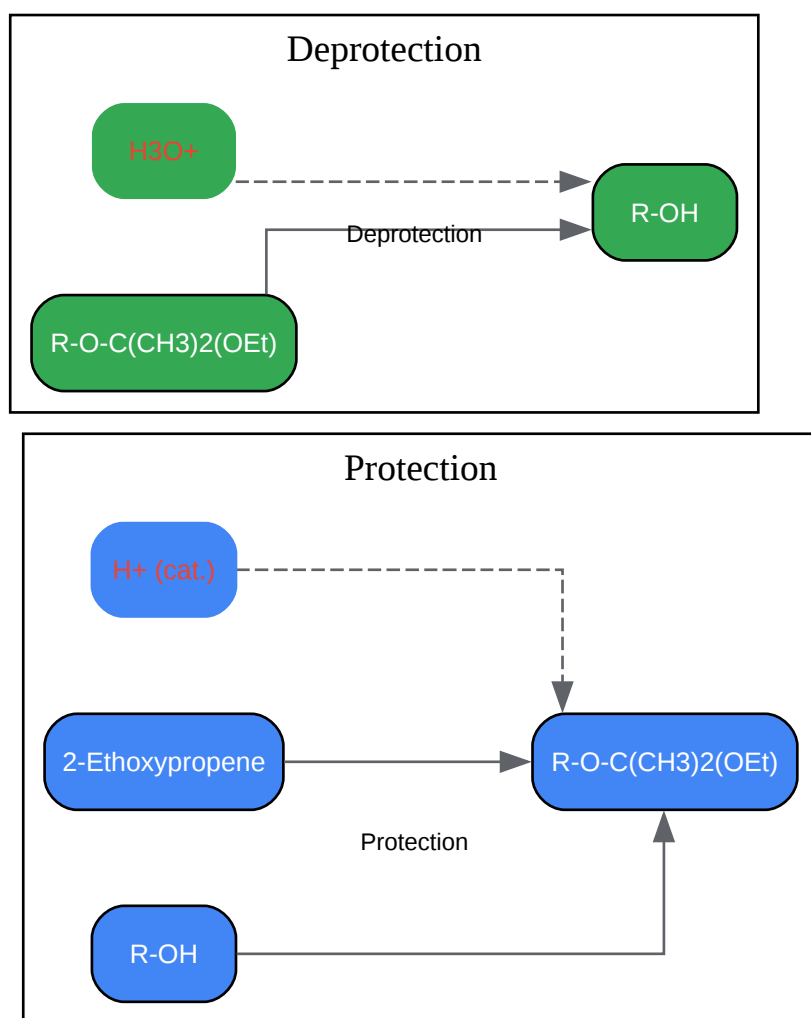 Deprotection
H3O+
R-OH
Deprotection
R-O-C(CH3)2(OEt)
Protection
H+ (cat.)
2-Ethoxypropene
R-O-C(CH3)2(OEt)
Protection
R-OH